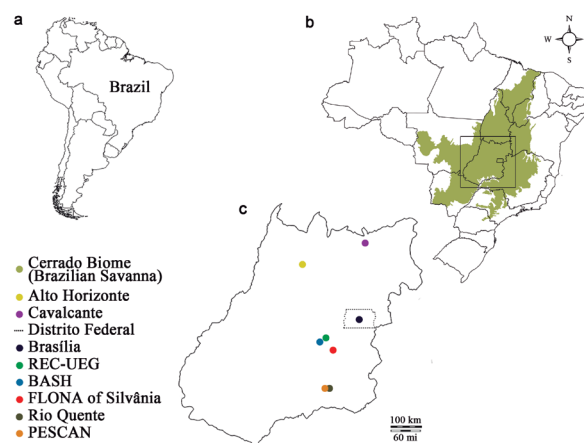 a
Brazil
b
N
W
E
S
c
Cerrado Biome
(Brazilian Savanna)
Alto Horizonte
Cavalcante
Distrito Federal
Brasília
REC-UEG
BASH
FLONA of Silvânia
Rio Quente
PESCAN
100 km
60 mi